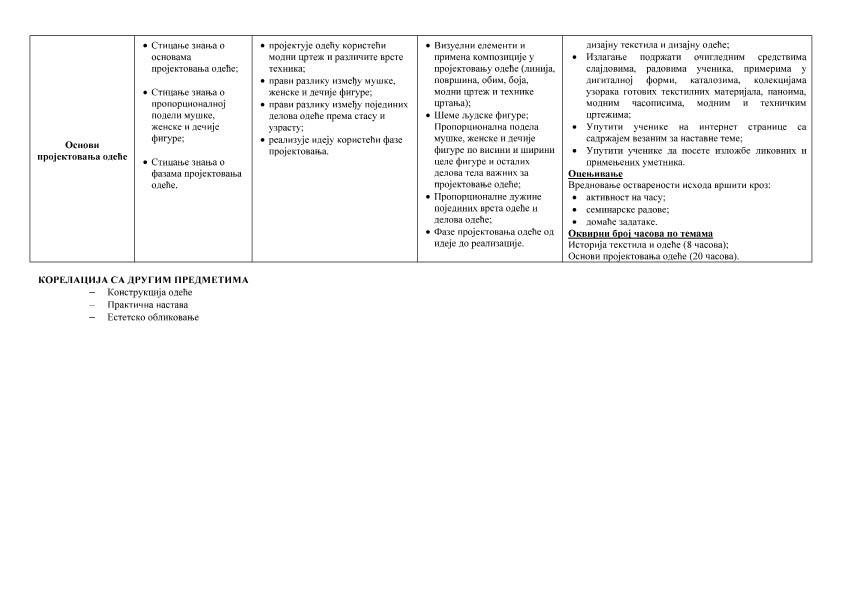 Основи
пројектовања одеће
• Стицање знања о
основама
пројектовања одеће;
• Стицање знања о
пропорционалној
подели мушке,
женске и дечије
фигуре;
• Стицање знања о
фазама пројектовања
одеће.
• пројектује одећу користећи
модни цртеж и различите врсте
техника;
• прави разлику између мушке,
женске и дечије фигуре;
• прави разлику између појединих
делова одеће према стасу и
узрасту;
• реализује идеју користећи фазе
пројектовања.
• Визуелни елементи и
примена композиције у
пројектовању одеће (линија,
површина, обим, боја,
модни цртеж и технике
цртања);
• Шеме људске фигуре;
Пропорционална подела
мушке, женске и дечије
фигуре по висини и ширини
целе фигуре и осталих
делова тела важних за
пројектовање одеће;
• Пропорционалне дужине
појединих врста одеће и
делова одеће;
• Фазе пројектовања одеће од
идеје до реализације.
дизајну текстила и дизајну одеће;
• Излагање подржати очигледним средствима
слајдовима, радовима ученика, примерима у
дигиталној форми, каталозима, колекцијама
узорака готових текстилних материјала, паноима,
модним часописима, модним и техничким
цртежима;
• Упутити ученике на интернет странице са
садржајем везаним за наставне теме;
• Упутити ученике да посете изложбе ликовних и
примењених уметника.
Оцењивање
Вредновање остварености исхода вршити кроз:
• активност на часу;
• семинарске радове;
• домаће задатаке.
Оквирни број часова по темама
Историја текстила и одеће (8 часова);
Основи пројектовања одеће (20 часова).
КОРЕЛАЦИЈА СА ДРУГИМ ПРЕДМЕТИМА
– Конструкција одеће
– Практична настава
– Естетско обликовање